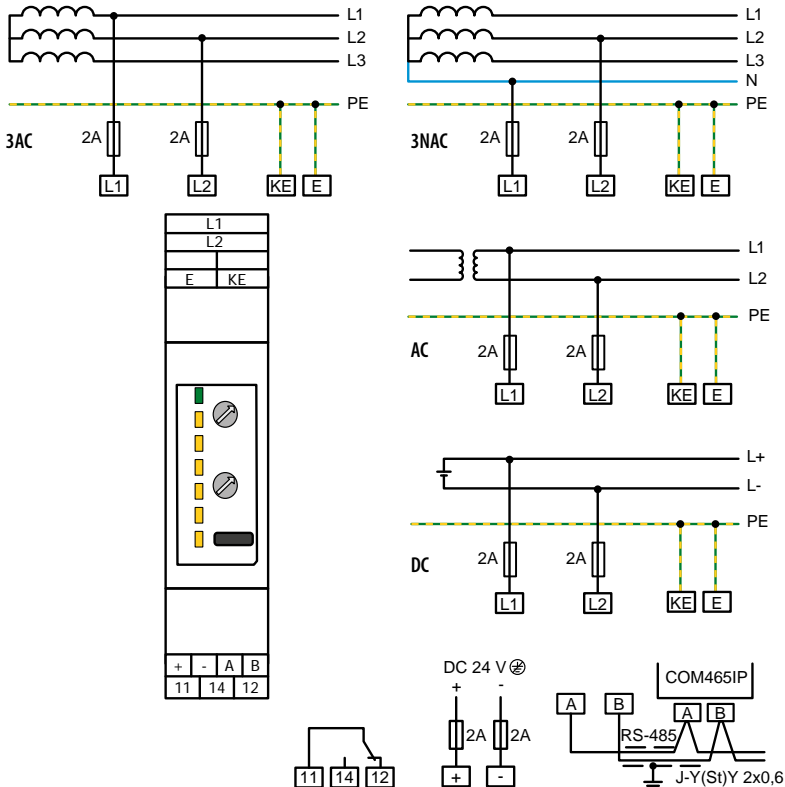 L1
L2
L3
PE
3AC
2A
2A
L1
L2
KE
E
L1
L2
L3
N
PE
3NAC
2A
2A
L1
L2
KE
E
L1
L2
E KE
+ - A B
11 14 12
L1
L2
PE
AC
2A
2A
L1
L2
KE
E
L+
L-
PE
DC
2A
2A
L1
L2
KE
E
11 14 12
DC 24 V
+ -
2A 2A
+ -
COM465IP
A B A B
RS-485
J-Y(St)Y 2x0,6